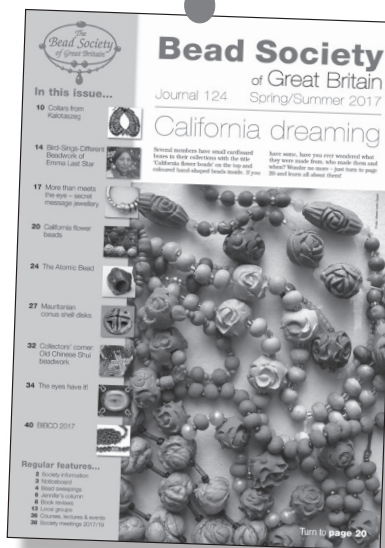 The
Bead Society
of Great Britain
Bead Society
of Great Britain
Journal 124 Spring/Summer 2017
California dreaming
Several members have small cardboard
boxes in their collections with the title
'California flower beads' on the top and
coloured hand-shaped beads inside. If you
have some, have you ever wondered what
they were made from, who made them and
when? Wonder no more – just turn to page
20 and learn all about them!
In this issue...
10 Collars from
Kalotaszeg
14 Bird-Sings-Different
Beadwork of
Emma Last Star
17 More than meets
the eye – secret
message jewellery
20 California flower
beads
24 The Atomic Bead
27 Mauritanian
conus shell disks
32 Collectors' corner:
Old Chinese Shui
beadwork
34 The eyes have it!
40 BIBCO 2017
Regular features...
2 Society information
3 Noticeboard
4 Bead sweepings
6 Jennifer's column
8 Book reviews
13 Local groups
36 Courses, lectures & events
38 Society meetings 2017/18
Turn to page 20